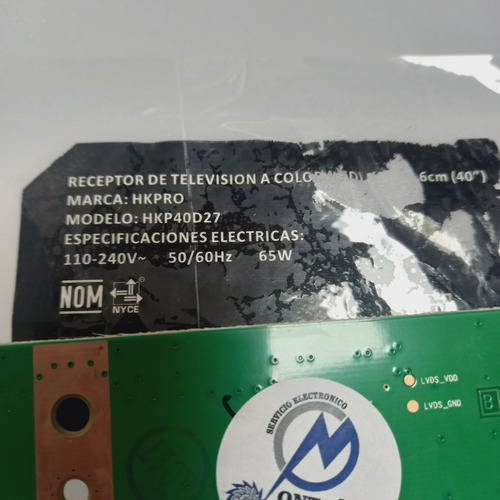 RECEPTOR DE TELEVISION A COLOR 6cm (40")
MARCA: HKPRO
MODELO: HKP40D27
ESPECIFICACIONES ELECTRICAS:
110-240V~ 50/60Hz 65W
NOM
NYCE
LVDS_VDD
LVDS_GND
SERVICIO ELECTRONICO